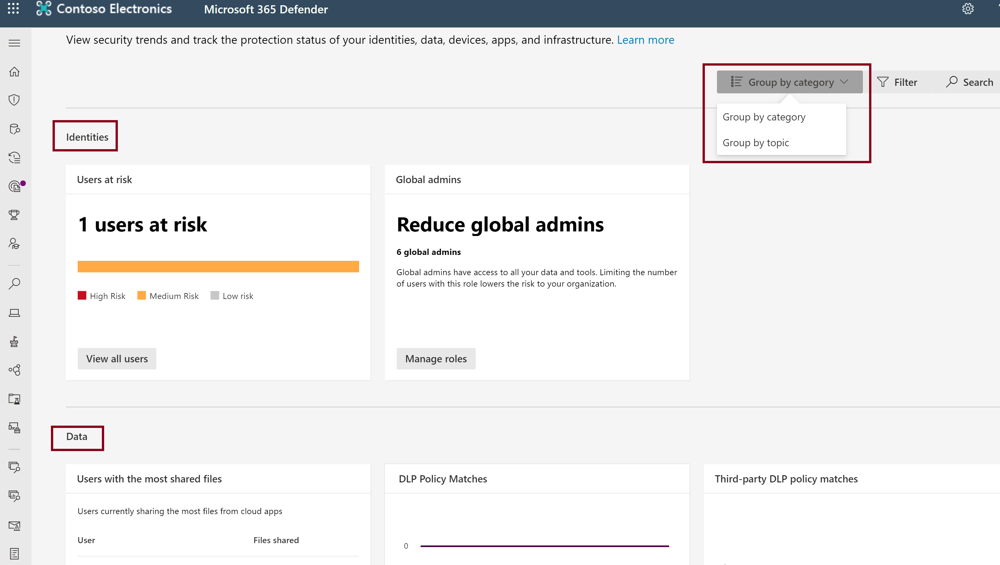 Contoso Electronics
Microsoft 365 Defender
View security trends and track the protection status of your identities, data, devices, apps, and infrastructure. Learn more
Group by category
Filter
Search
Group by category
Group by topic
Identities
Users at risk
Global admins
1 users at risk
Reduce global admins
6 global admins
Global admins have access to all your data and tools. Limiting the number
of users with this role lowers the risk to your organization.
High Risk
Medium Risk
Low risk
View all users
Manage roles
Data
Users with the most shared files
DLP Policy Matches
Third-party DLP policy matches
Users currently sharing the most files from cloud apps
User
Files shared
0